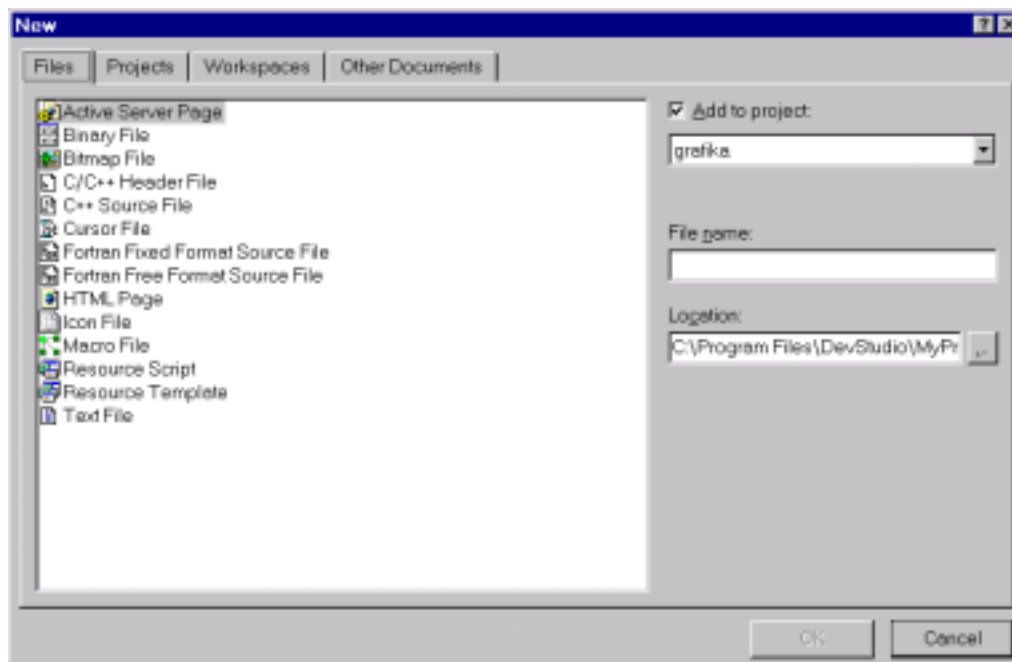 New
Files Projects Workspaces Other Documents
Active Server Page
Binary File
Bitmap File
C/C++ Header File
C++ Source File
Cursor File
Fortran Fixed Format Source File
Fortran Free Format Source File
HTML Page
Icon File
Macro File
Resource Script
Resource Template
Text File
Add to project:
grafika
File name:
Location:
C:\Program Files\DevStudio\MyPr
OK Cancel